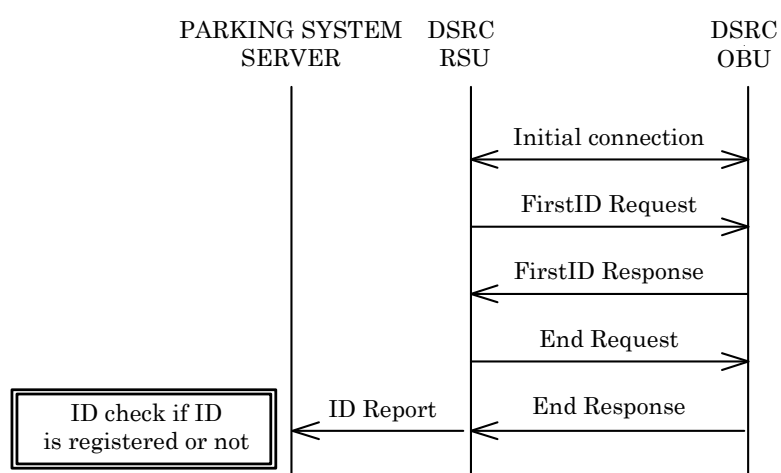 PARKING SYSTEM
SERVER
DSRC
RSU
DSRC
OBU
Initial connection
FirstID Request
FirstID Response
End Request
ID check if ID
is registered or not
ID Report
End Response